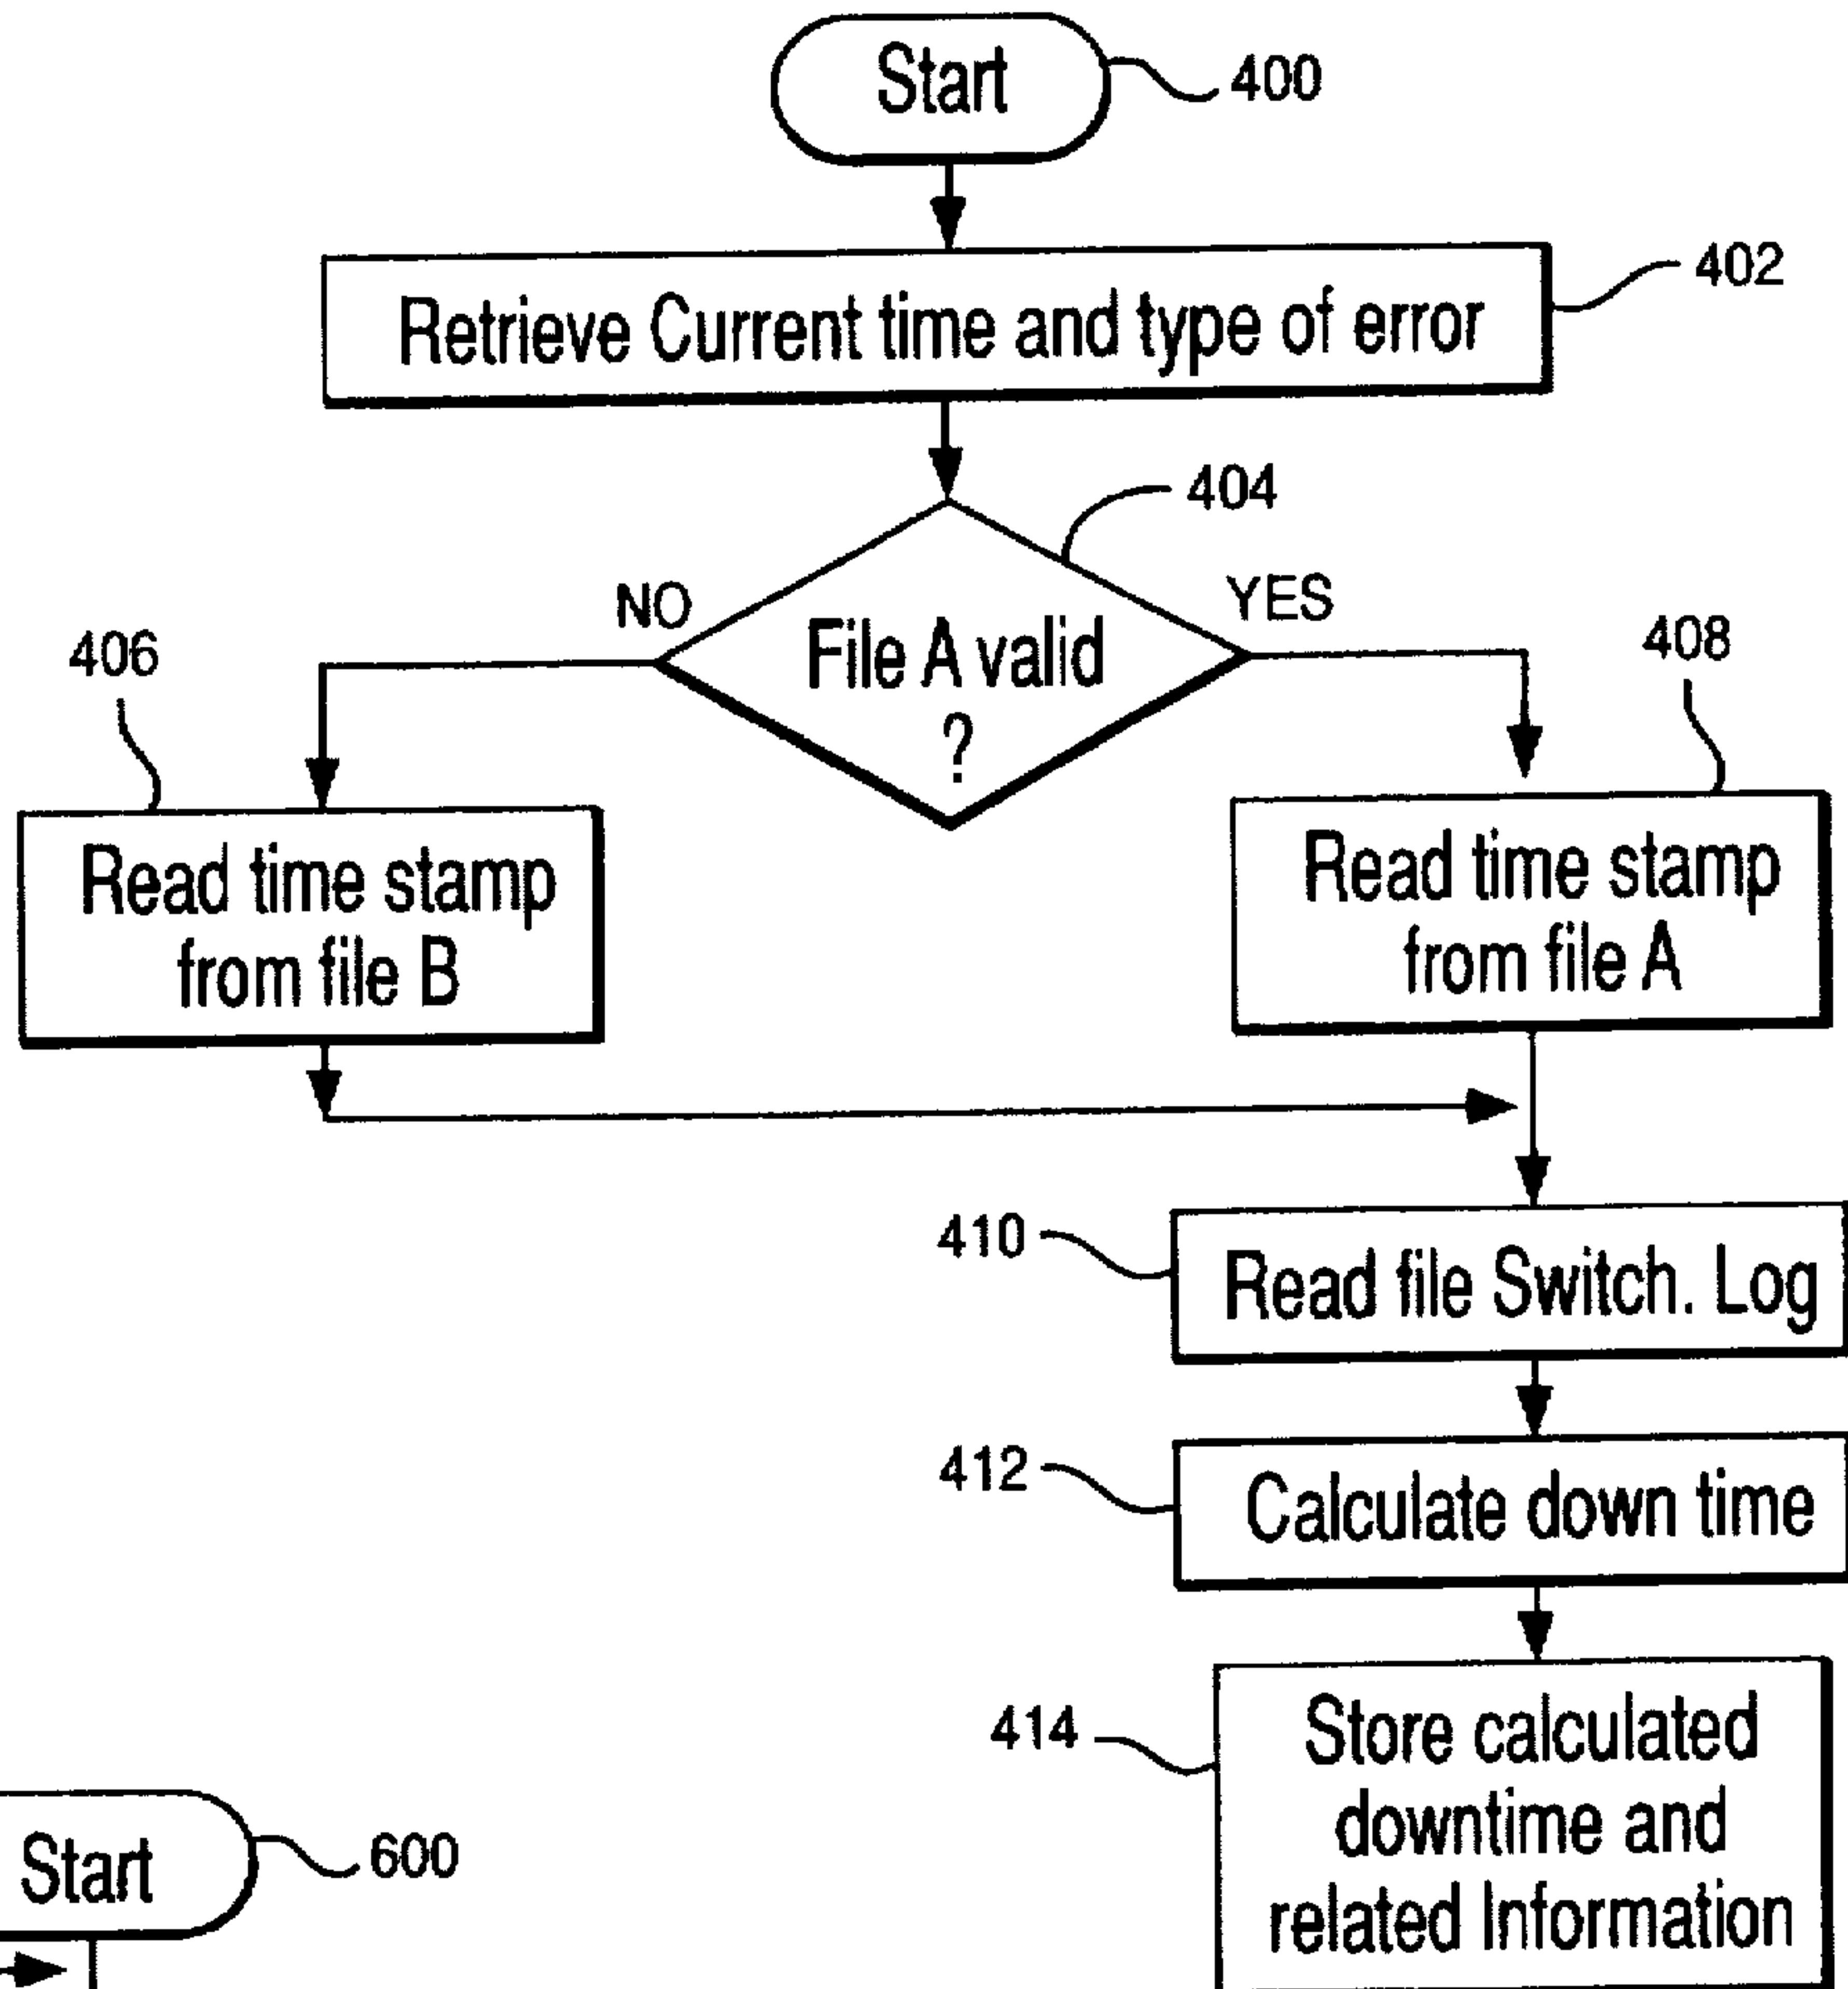 Start
400
Retrieve Current time and type of error
402
404
NO
YES
File A valid
?
406
408
Read time stamp
from file B
Read time stamp
from file A
410
Read file Switch. Log
412
Calculate down time
414
Store calculated
downtime and
related Information
Start
600